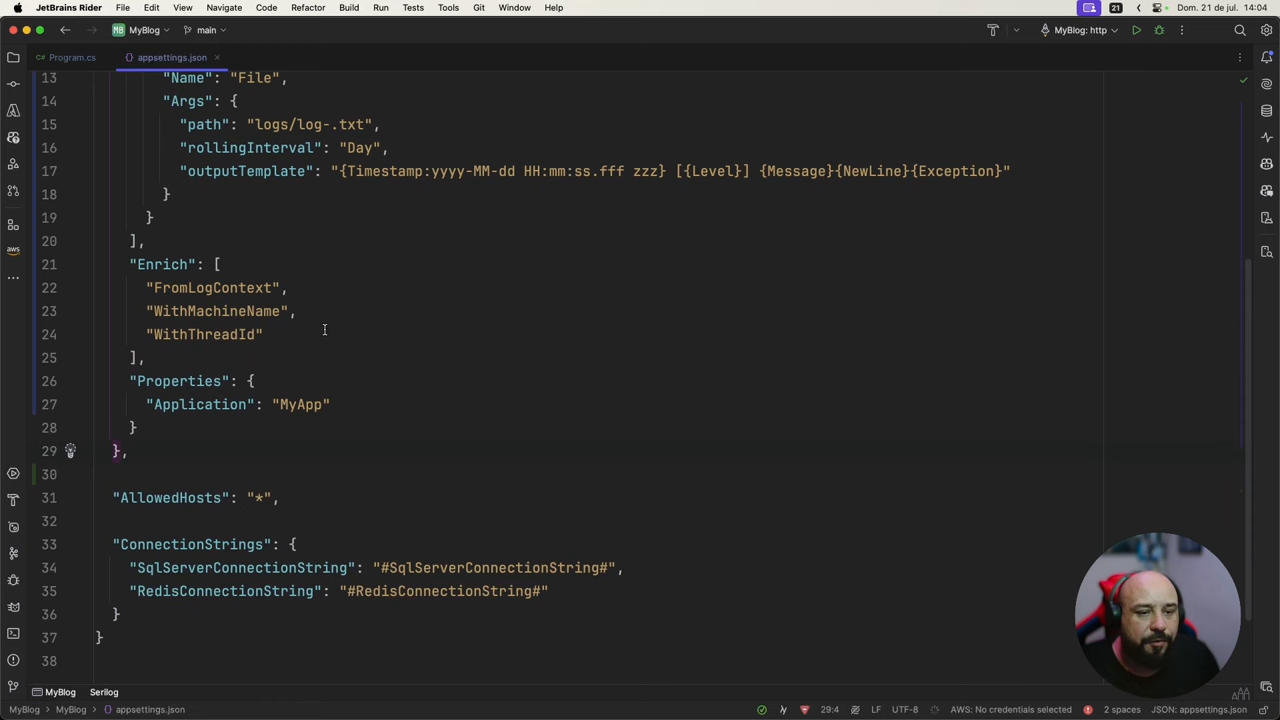 JetBrains Rider File Edit View Navigate Code Refactor Build Run Tests Tools Git Window Help 21 Dom. 21 de jul. 14:04
MB MyBlog main MyBlog: http
C# Program.cs {} appsettings.json
13 "Name": "File",
14 "Args": {
15 "path": "logs/log-.txt",
16 "rollingInterval": "Day",
17 "outputTemplate": "{Timestamp:yyyy-MM-dd HH:mm:ss.fff zzz} [{Level}] {Message}{NewLine}{Exception}"
18 }
19 }
20 ],
21 "Enrich": [
22 "FromLogContext",
23 "WithMachineName",
24 "WithThreadId"
25 ],
26 "Properties": {
27 "Application": "MyApp"
28 }
29 },
30
31 "AllowedHosts": "*",
32
33 "ConnectionStrings": {
34 "SqlServerConnectionString": "#SqlServerConnectionString#",
35 "RedisConnectionString": "#RedisConnectionString#"
36 }
37 }
38
aws
MyBlog Serilog
MyBlog > MyBlog > {} appsettings.json 29:4 LF UTF-8 AWS: No credentials selected 2 spaces JSON: appsettings.json